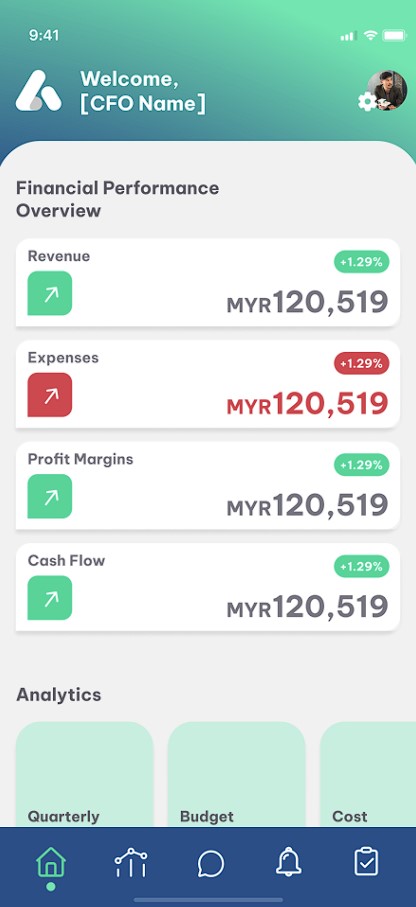 9:41
Welcome,
[CFO Name]
Financial Performance
Overview
Revenue
+1.29%
MYR120,519
Expenses
+1.29%
MYR120,519
Profit Margins
+1.29%
MYR120,519
Cash Flow
+1.29%
MYR120,519
Analytics
Quarterly
Budget
Cost